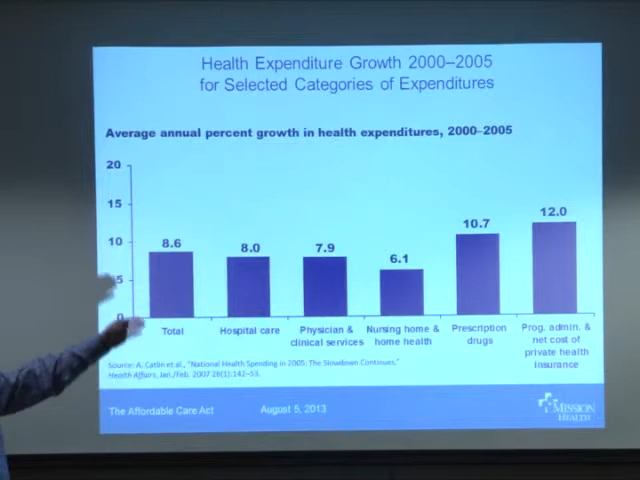 Health Expenditure Growth 2000–2005
for Selected Categories of Expenditures
Average annual percent growth in health expenditures, 2000–2005
20
15
10
5
0
8.6
8.0
7.9
6.1
10.7
12.0
Total
Hospital care
Physician &
clinical services
Nursing home &
home health
Prescription
drugs
Prog. admin. &
net cost of
private health
insurance
Source: A. Catlin et al., "National Health Spending in 2005: The Slowdown Continues,"
Health Affairs, Jan./Feb. 2007 26(1):142–53.
The Affordable Care Act
August 5, 2013
MISSION
HEALTH